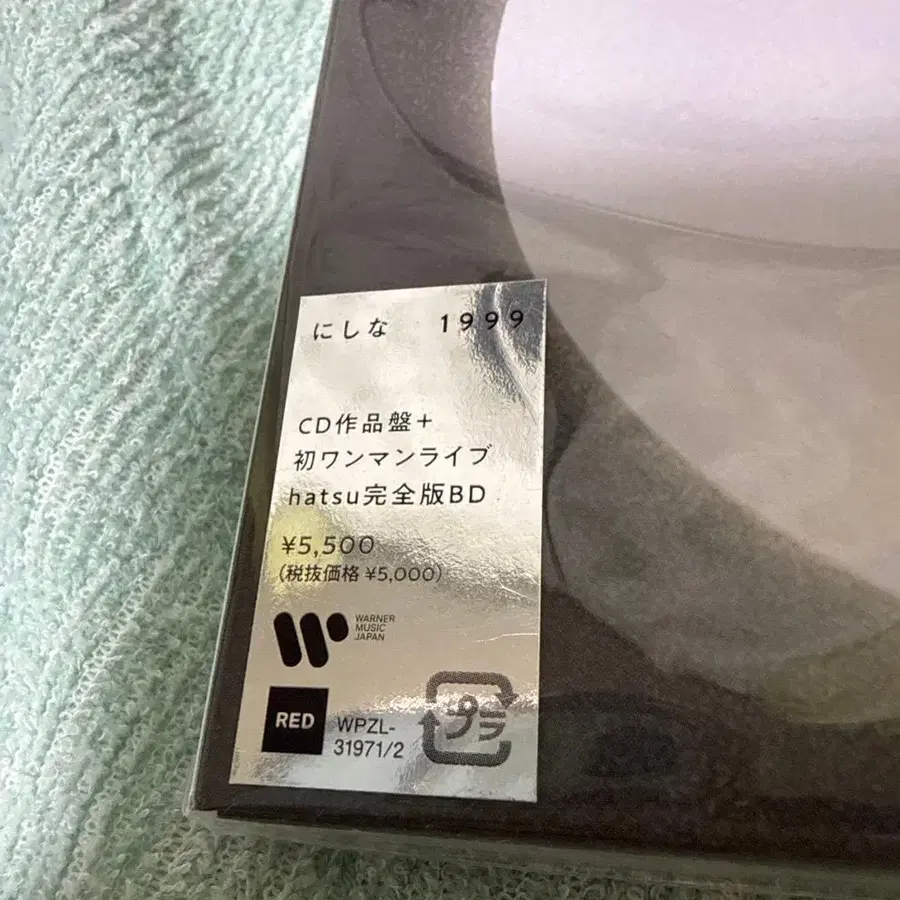 にしな 1999
CD作品盤+
初ワンマンライブ
hatsu完全版BD
¥5,500
(税抜価格 ¥5,000)
WARNER
MUSIC
JAPAN
RED
WPZL-
31971/2
プラ